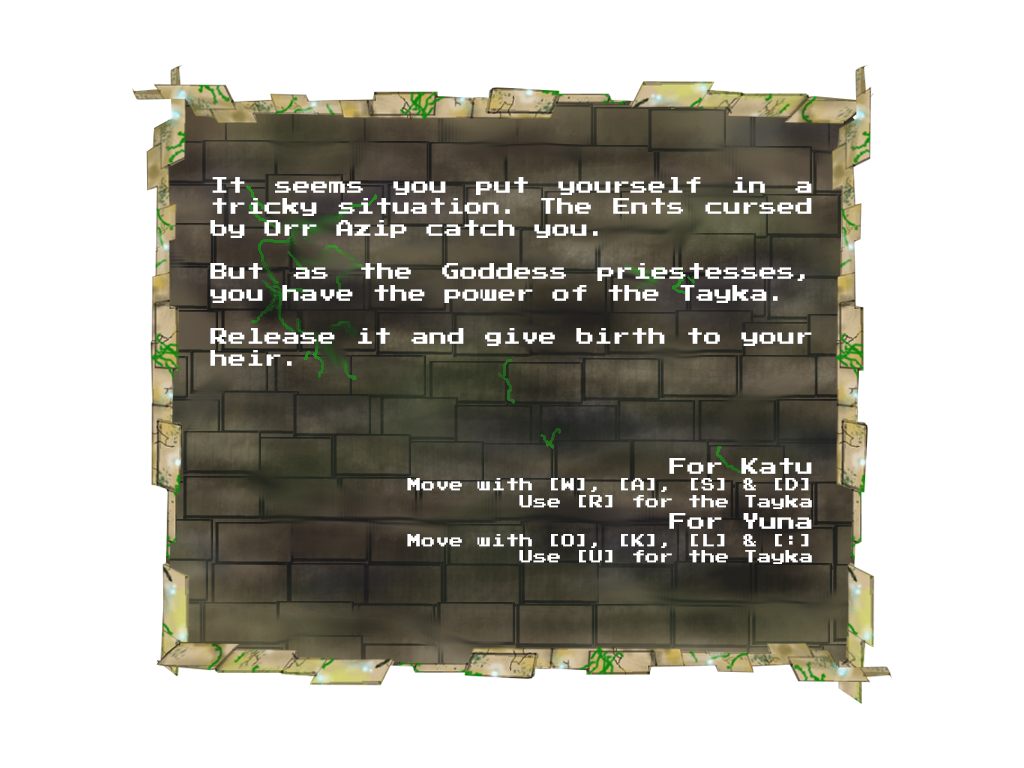 It seems you put yourself in a
tricky situation. The Ents cursed
by Orr Azip catch you.
But as the Goddess priestesses,
you have the power of the Tayka.
Release it and give birth to your
heir.
For Katu
Move with [W], [A], [S] & [D]
Use [R] for the Tayka
For Yuna
Move with [O], [K], [L] & [:]
Use [U] for the Tayka